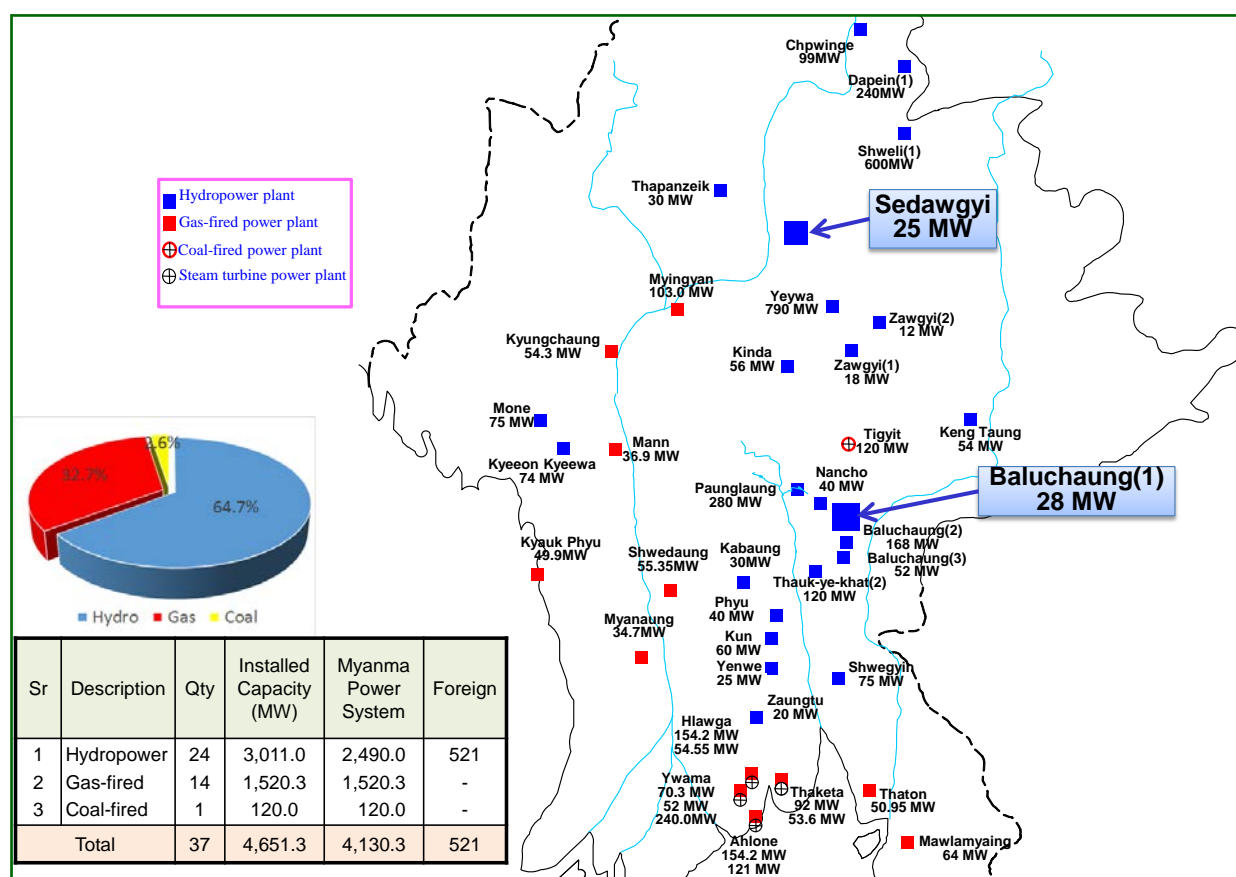 Chpwinge
99MW
Dapein(1)
240MW
Shweli(1)
600MW
Hydropower plant
Gas-fired power plant
Coal-fired power plant
Steam turbine power plant
Thapanzeik
30 MW
Sedawgyi
25 MW
Myingyan
103.0 MW
Yeywa
790 MW
Zawgyi(2)
12 MW
Kyungchaung
54.3 MW
Kinda
56 MW
Zawgyi(1)
18 MW
Mone
75 MW
Keng Taung
54 MW
Tigyit
120 MW
Mann
36.9 MW
Kyeeon Kyeewa
74 MW
Nancho
40 MW
Paunglaung
280 MW
Baluchaung(1)
28 MW
Baluchaung(2)
168 MW
Baluchaung(3)
52 MW
Kyauk Phyu
49.9MW
Shwedaung
55.35MW
Kabaung
30MW
Thauk-ye-khat(2)
120 MW
Phyu
40 MW
Myanaung
34.7MW
Kun
60 MW
Yenwe
25 MW
Shwegyin
75 MW
Zaungtu
20 MW
Hlawga
154.2 MW
54.55 MW
Ywama
70.3 MW
52 MW
240.0MW
Thaketa
92 MW
53.6 MW
Thaton
50.95 MW
Ahlone
154.2 MW
121 MW
Mawlamyaing
64 MW
2.6%
32.7%
64.7%
Hydro Gas Coal
Sr Description Qty Installed Capacity (MW) Myanma Power System Foreign
1 Hydropower 24 3,011.0 2,490.0 521
2 Gas-fired 14 1,520.3 1,520.3 -
3 Coal-fired 1 120.0 120.0 -
Total 37 4,651.3 4,130.3 521